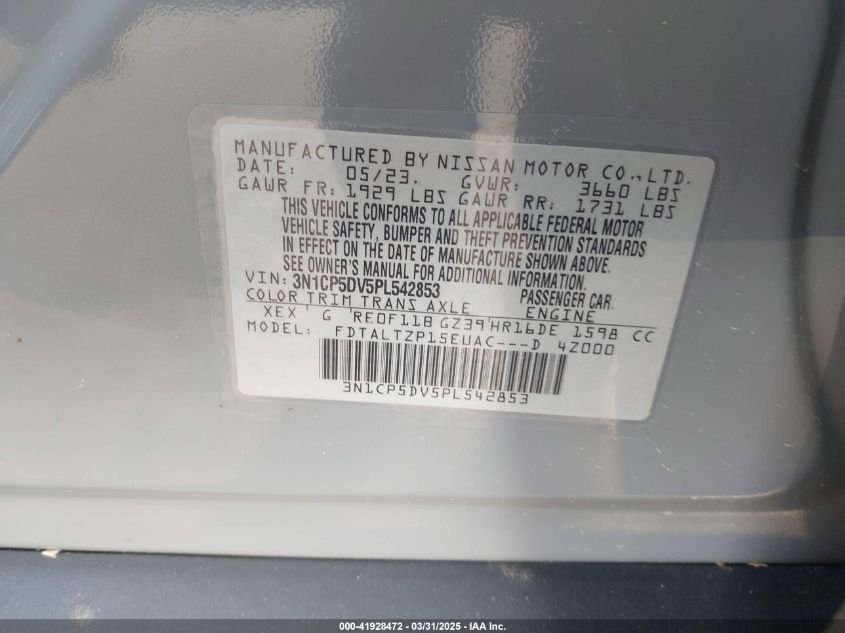 MANUFACTURED BY NISSAN MOTOR CO., LTD.
DATE: 05/23. GVWR: 3660 LBS
GAWR FR: 1929 LBS GAWR RR: 1731 LBS
THIS VEHICLE CONFORMS TO ALL APPLICABLE FEDERAL MOTOR
VEHICLE SAFETY, BUMPER AND THEFT PREVENTION STANDARDS
IN EFFECT ON THE DATE OF MANUFACTURE SHOWN ABOVE.
SEE OWNER'S MANUAL FOR ADDITIONAL INFORMATION.
VIN: 3N1CP5DV5PL542853 PASSENGER CAR.
COLOR TRIM TRANS AXLE ENGINE
XEX ' G 'RE0F11B GZ39'HR16DE 1598 CC
MODEL: FDTALTZP15EUAC---D 4Z000
3N1CP5DV5PL542853
000-41928472 - 03/31/2025 - IAA Inc.